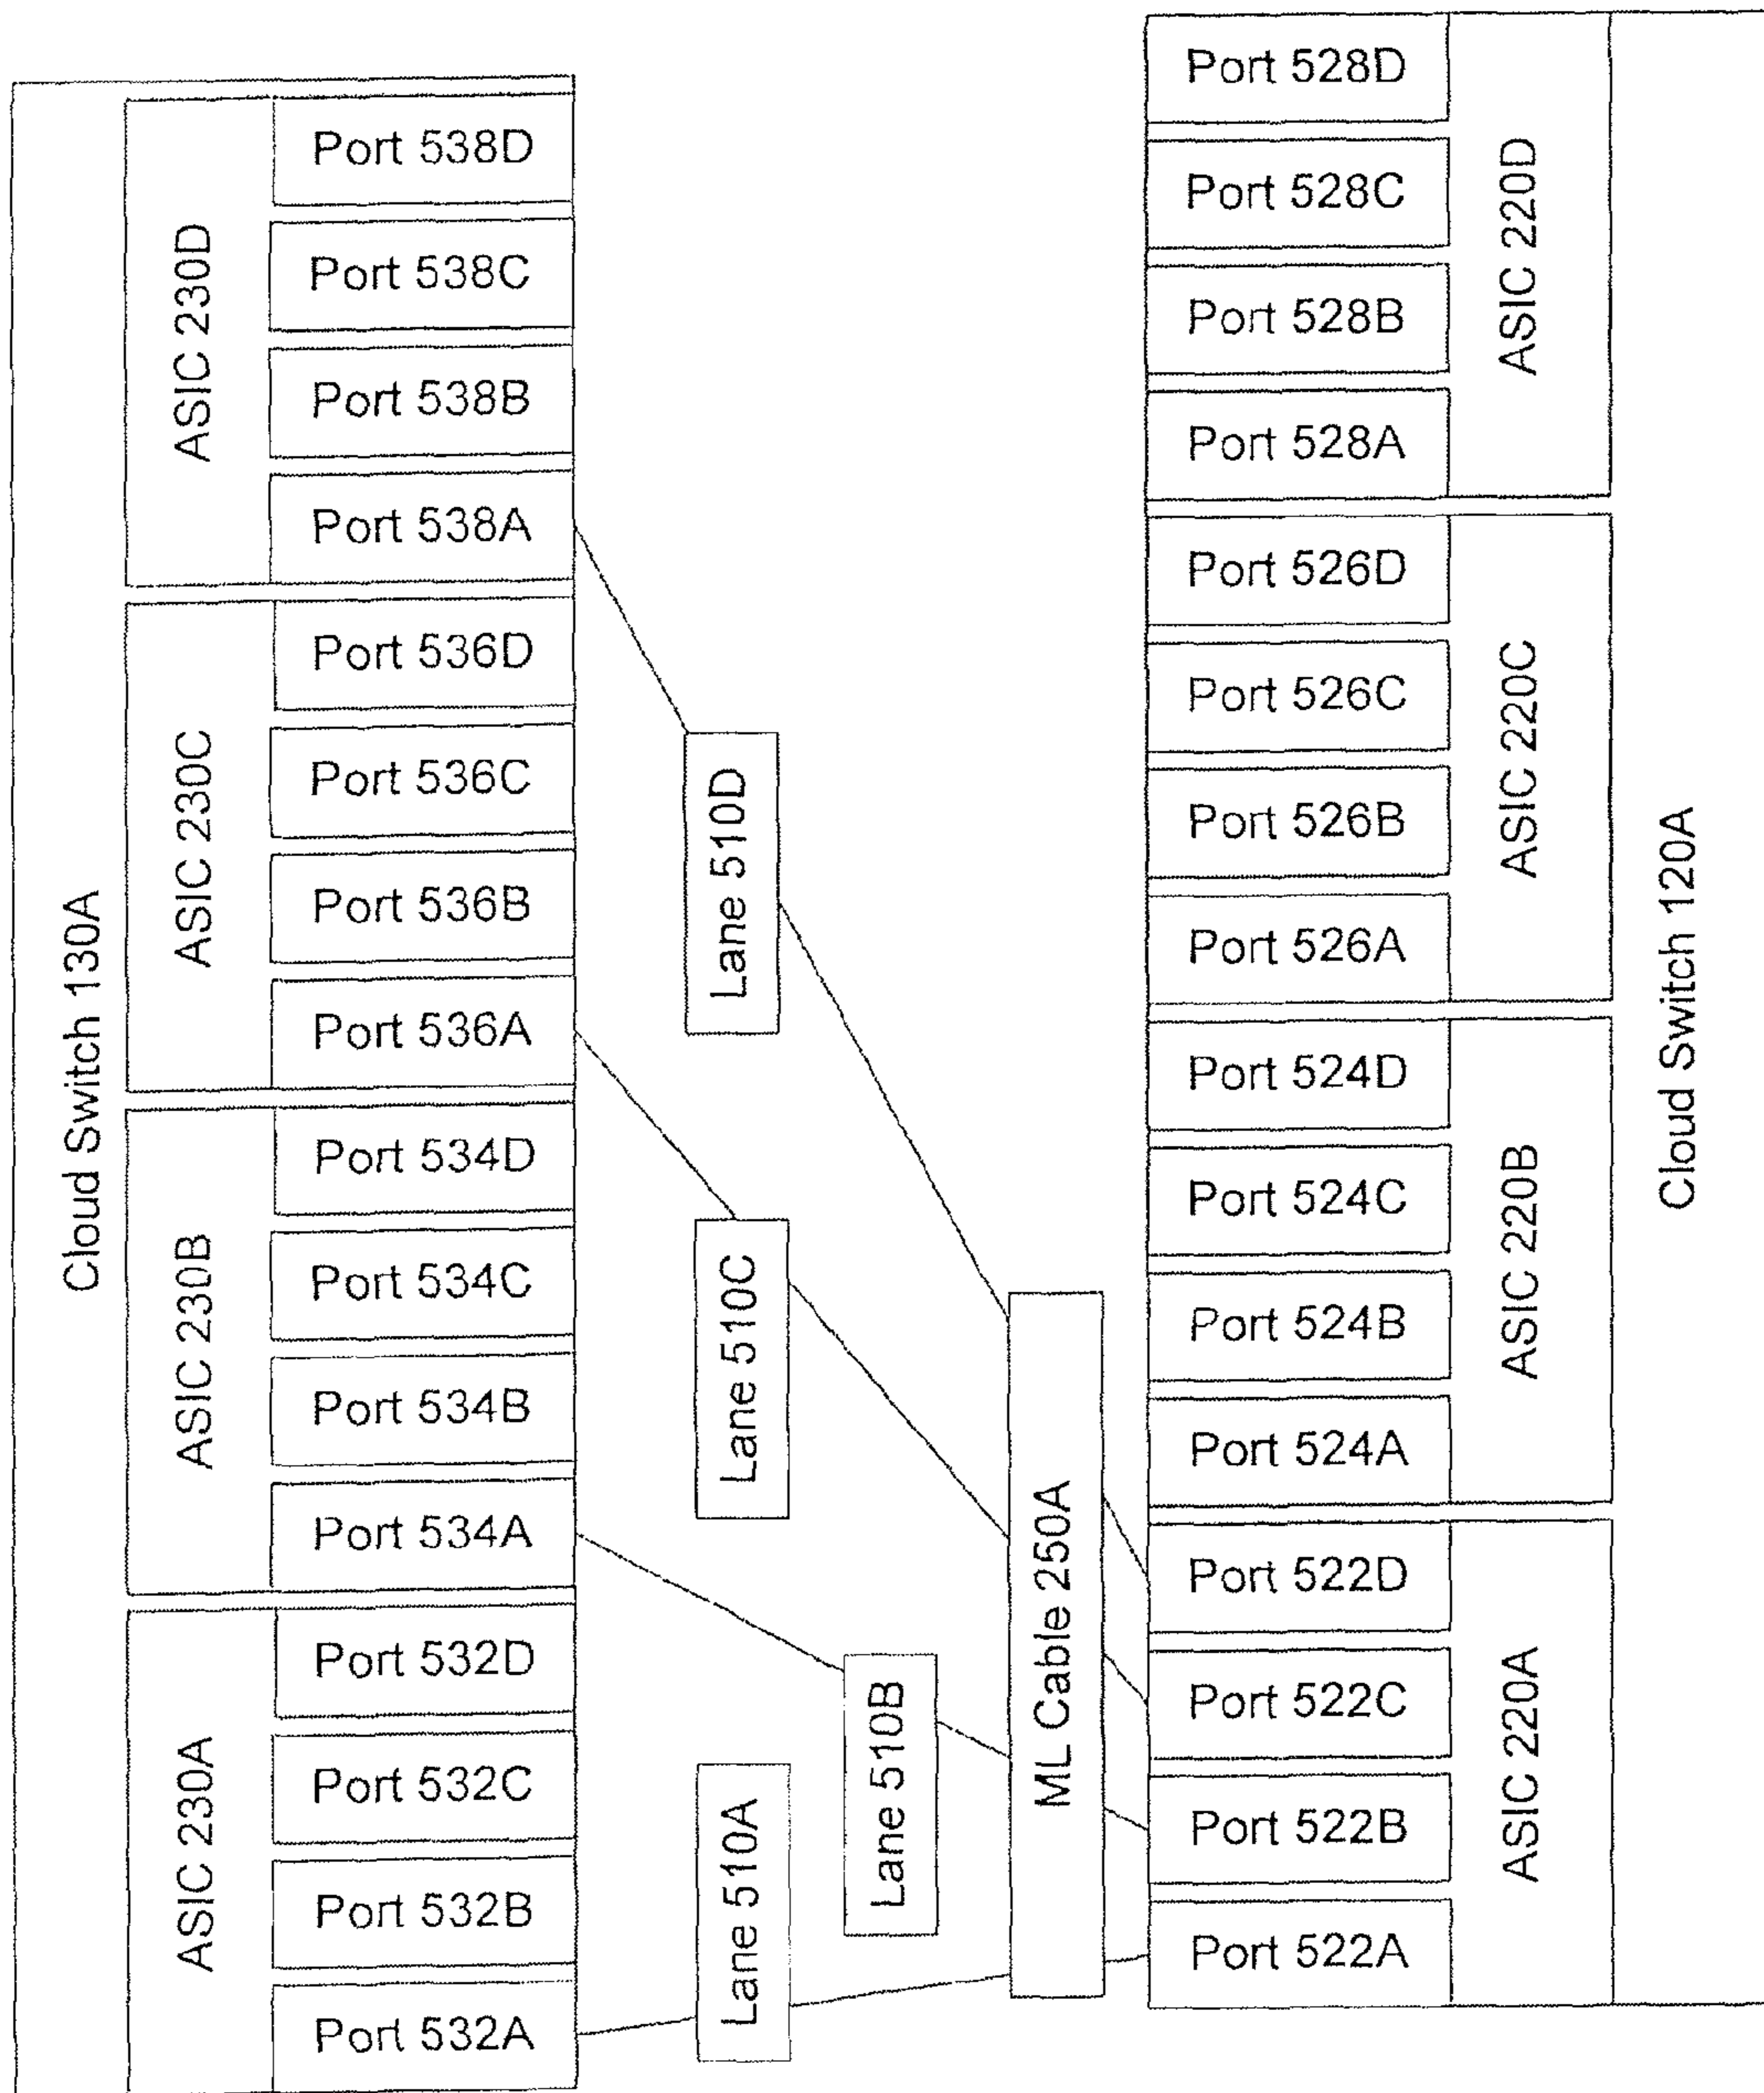 Cloud Switch 130A
ASIC 230D
Port 538D
Port 538C
Port 538B
Port 538A
ASIC 230C
Port 536D
Port 536C
Port 536B
Port 536A
ASIC 230B
Port 534D
Port 534C
Port 534B
Port 534A
ASIC 230A
Port 532D
Port 532C
Port 532B
Port 532A
Lane 510D
Lane 510C
Lane 510B
Lane 510A
ML Cable 250A
Port 528D
Port 528C
Port 528B
Port 528A
ASIC 220D
Port 526D
Port 526C
Port 526B
Port 526A
ASIC 220C
Port 524D
Port 524C
Port 524B
Port 524A
ASIC 220B
Port 522D
Port 522C
Port 522B
Port 522A
ASIC 220A
Cloud Switch 120A